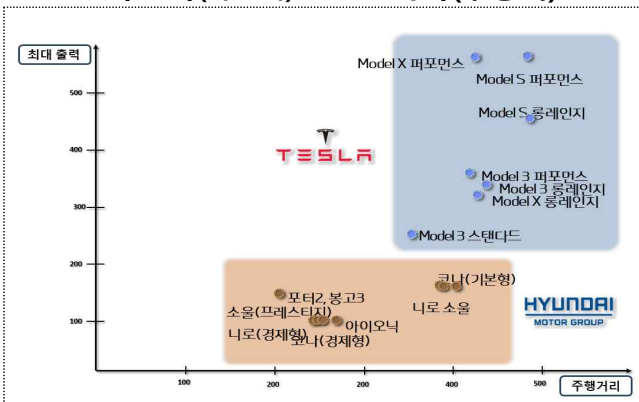 최대 출력
Model X 퍼포먼스
Model S 퍼포먼스
500
Model S 롱레인지
TESLA
400
Model 3 퍼포먼스
Model 3 롱레인지
Model X 롱레인지
300
Model 3 스탠다드
200
코나(기본형)
포터2, 봉고3
소울(프레스티지)
니로 소울
HYUNDAI
MOTOR GROUP
100
니로(경제형)
아이오닉
코나(경제형)
100
200
200
400
500
주행거리